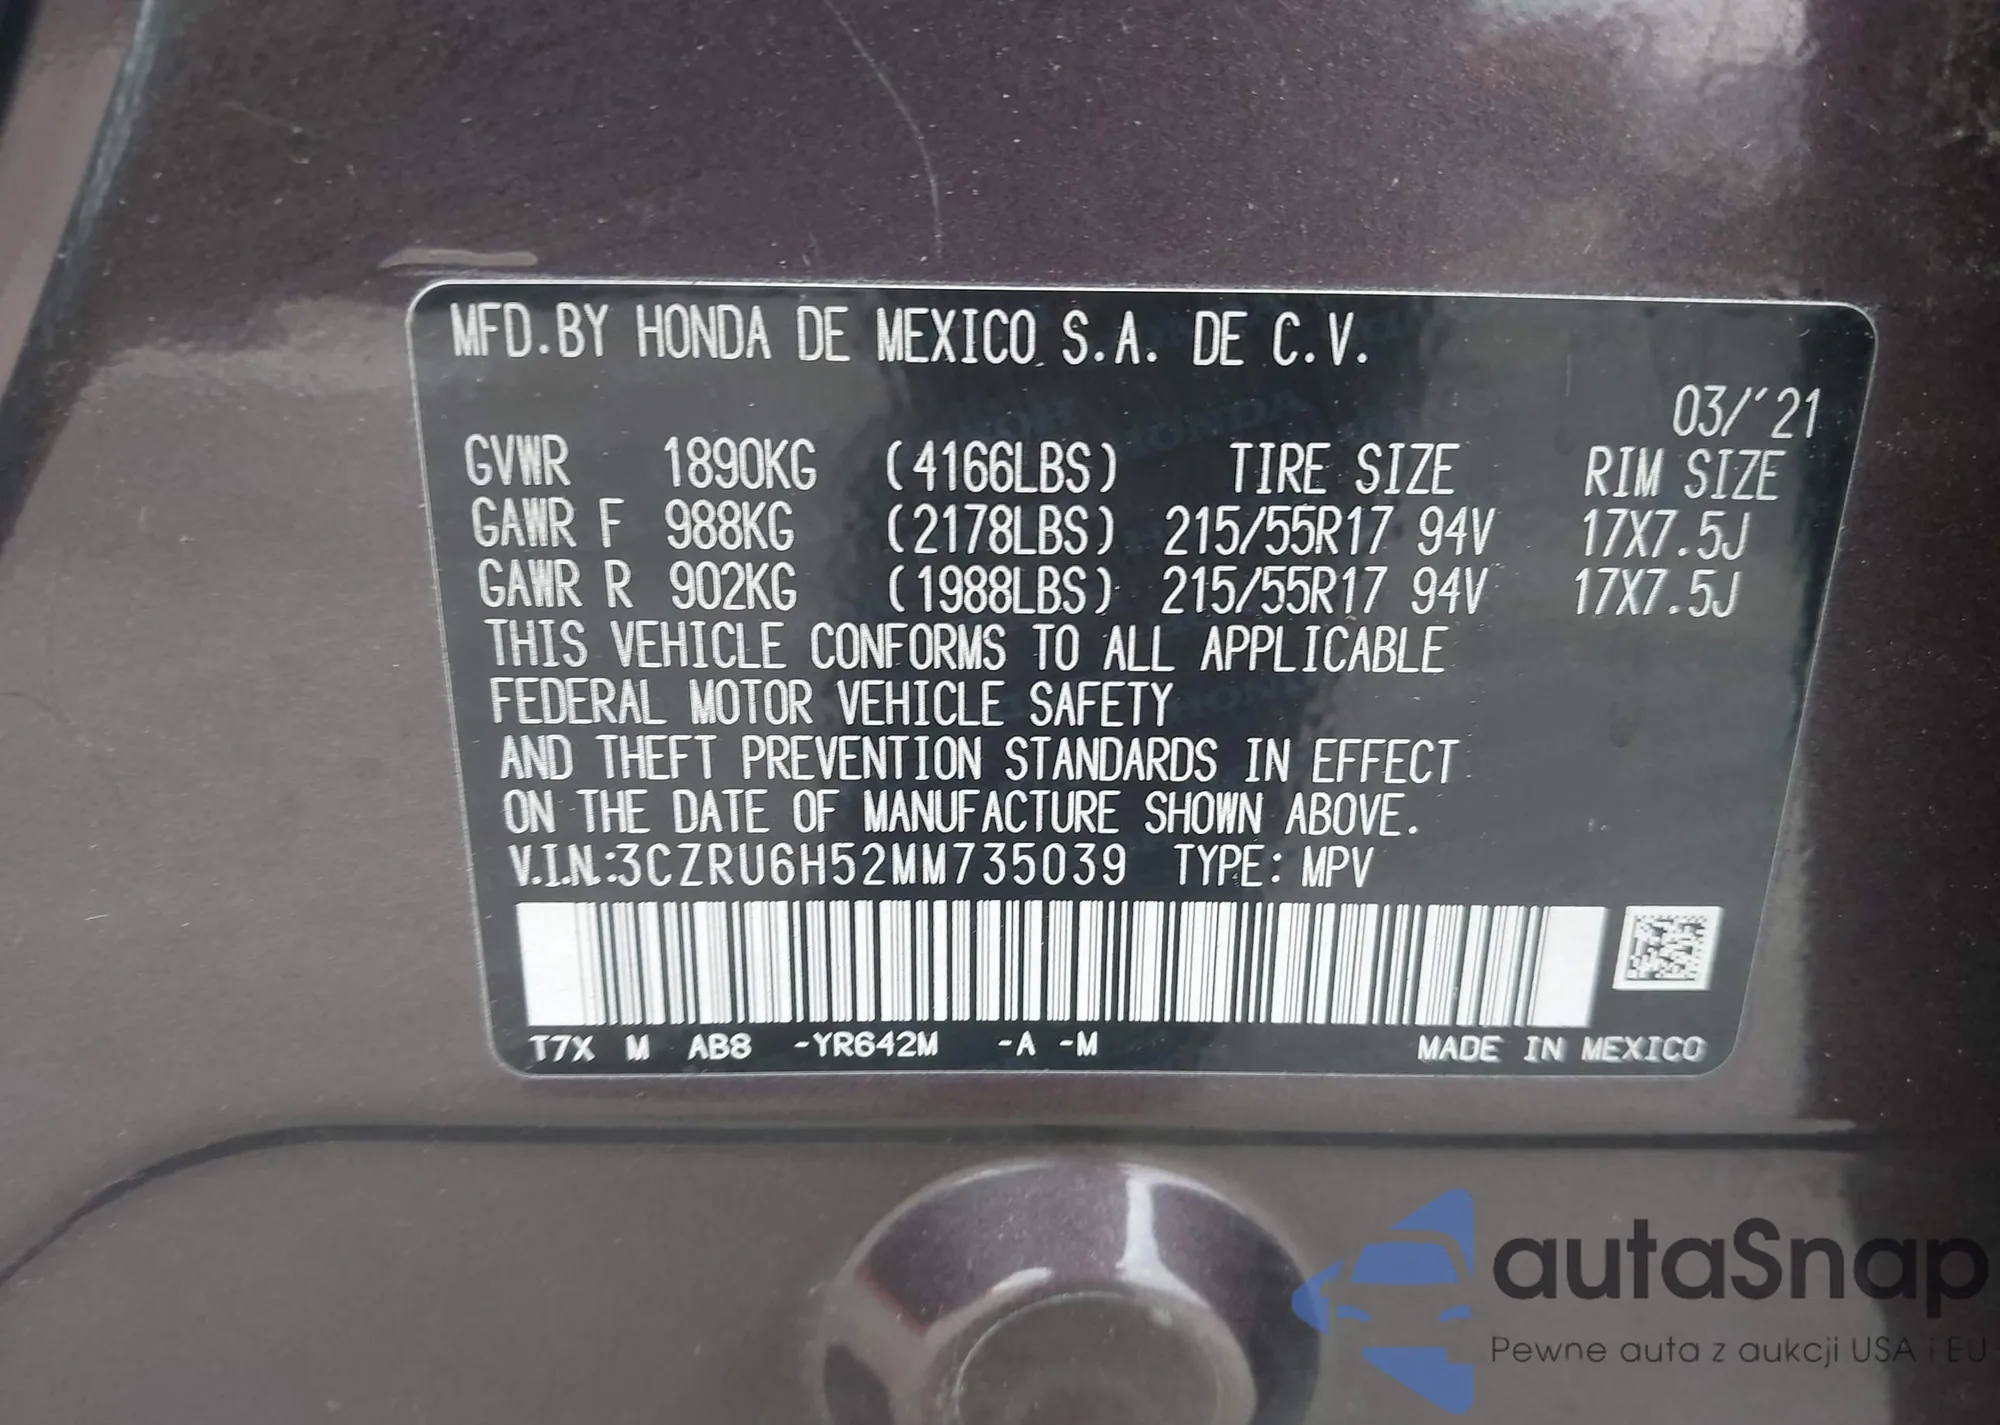 MFD.BY HONDA DE MEXICO S.A. DE C.V.
03/'21
GVWR 1890KG (4166LBS) TIRE SIZE RIM SIZE
GAWR F 988KG (2178LBS) 215/55R17 94V 17X7.5J
GAWR R 902KG (1988LBS) 215/55R17 94V 17X7.5J
THIS VEHICLE CONFORMS TO ALL APPLICABLE
FEDERAL MOTOR VEHICLE SAFETY
AND THEFT PREVENTION STANDARDS IN EFFECT
ON THE DATE OF MANUFACTURE SHOWN ABOVE.
V.I.N.:3CZRU6H52MM735039 TYPE: MPV
T7X M AB8 -YR642M -A -M MADE IN MEXICO
autaSnap
Pewne auta z aukcji USA i EU